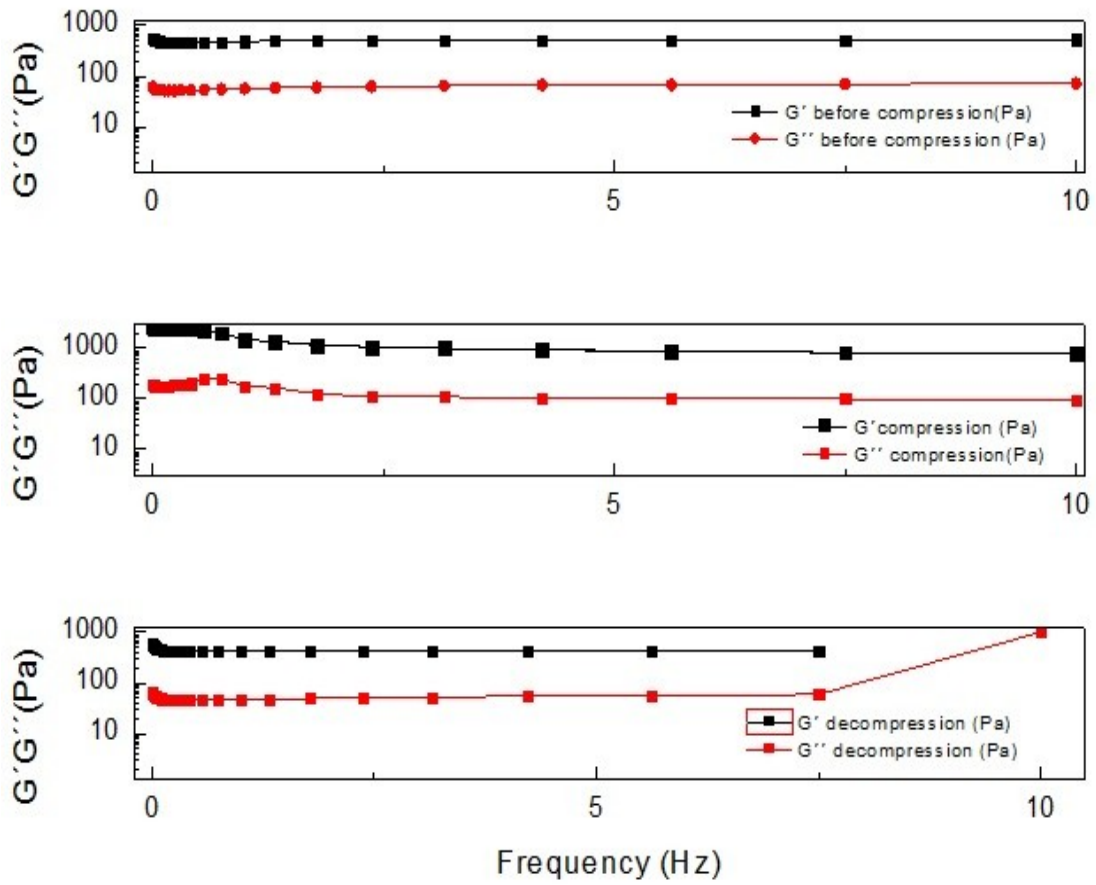 G´G´´(Pa)
1000
100
10
G´ before compression(Pa)
G´´ before compression (Pa)
0 5 10
G´G´´(Pa)
1000
100
10
G´compression (Pa)
G´´ compression(Pa)
0 5 10
G´G´´(Pa)
1000
100
10
G´ decompression (Pa)
G´´ decompression (Pa)
0 5 10
Frequency (Hz)